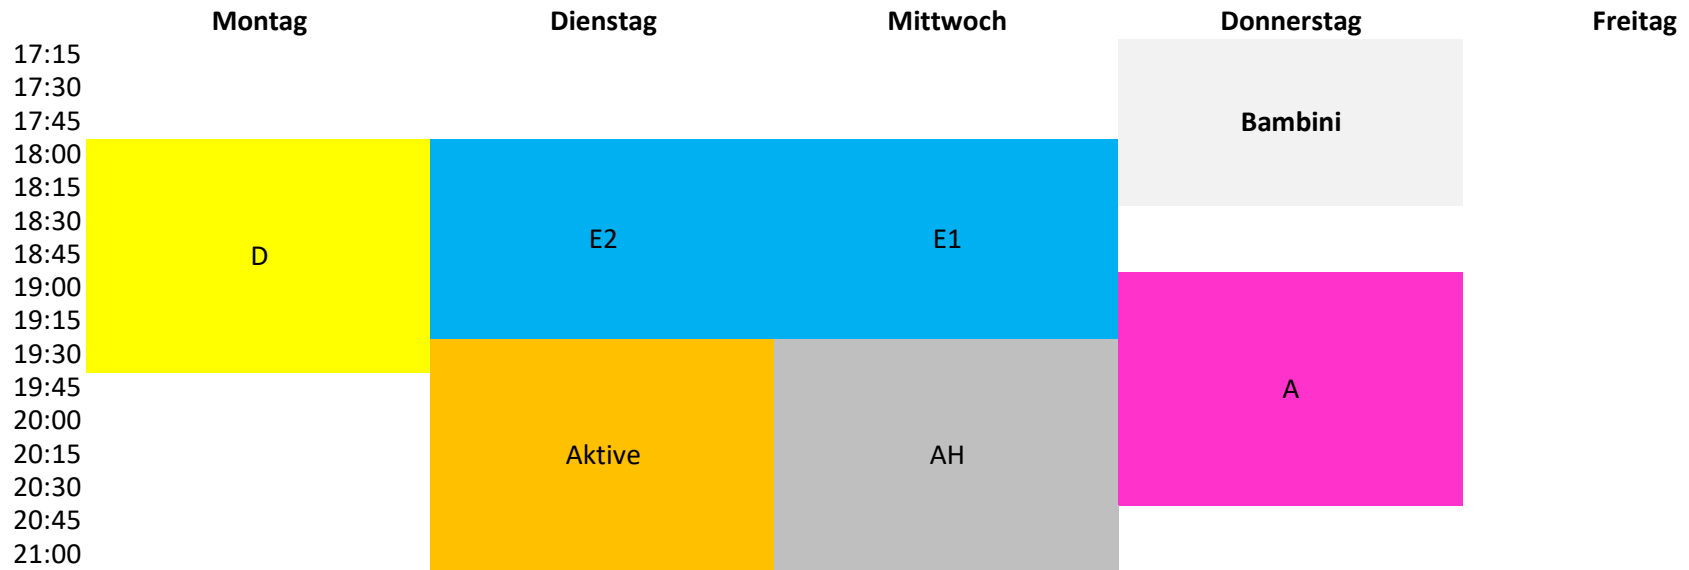 Montag Dienstag Mittwoch Donnerstag Freitag
17:15
17:30
17:45 Bambini
18:00
18:15
18:30 E2 E1
18:45 D
19:00
19:15
19:30
19:45 A
20:00
20:15 Aktive AH
20:30
20:45
21:00